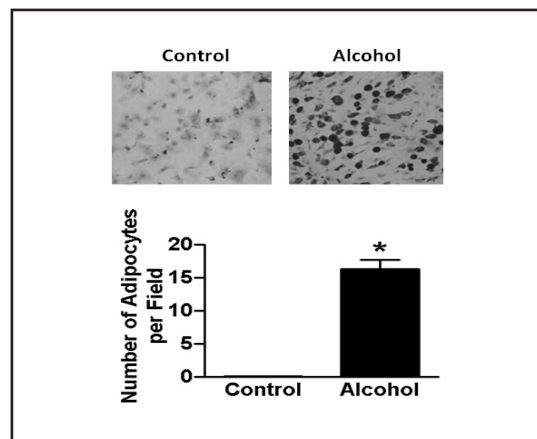 Control
Alcohol
Number of Adipocytes
per Field
20
15
10
5
0
*
Control
Alcohol